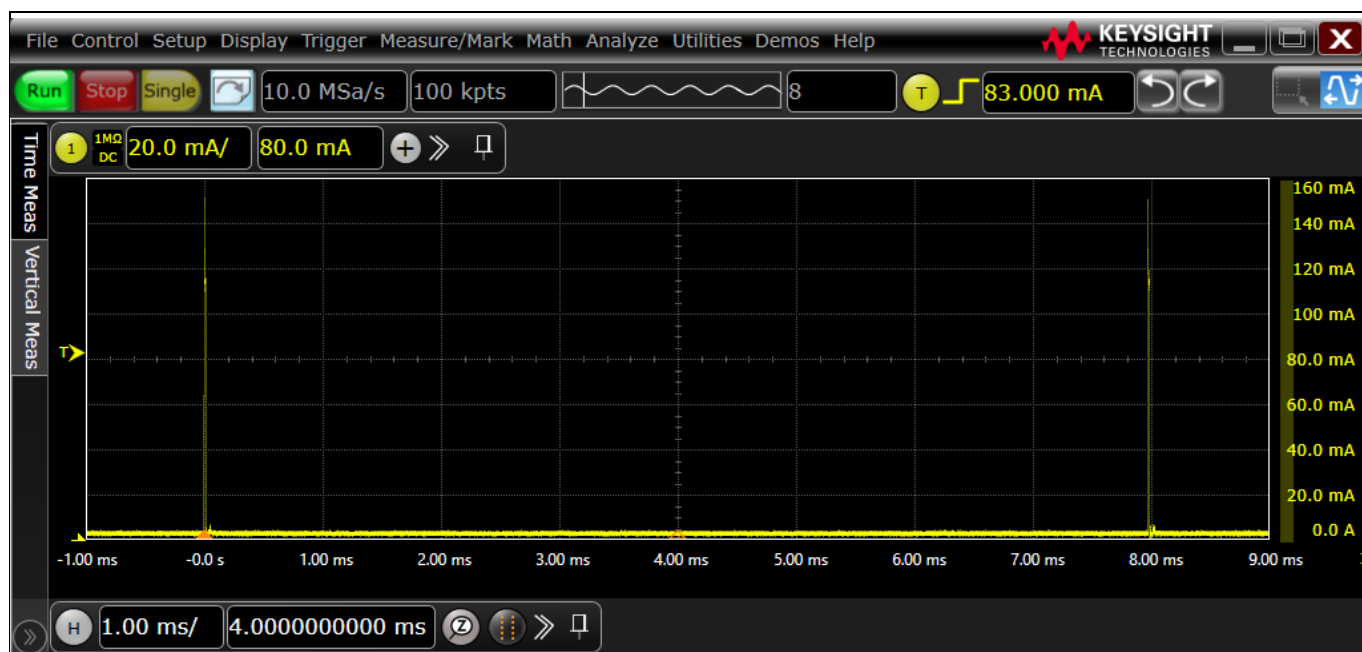 File Control Setup Display Trigger Measure/Mark Math Analyze Utilities Demos Help
KEYSIGHT
TECHNOLOGIES
X
Run Stop Single 10.0 MSa/s 100 kpts 8 T 83.000 mA
1 1MΩ DC 20.0 mA/ 80.0 mA +
Time Meas
Vertical Meas
T
160 mA
140 mA
120 mA
100 mA
80.0 mA
60.0 mA
40.0 mA
20.0 mA
0.0 A
-1.00 ms -0.0 s 1.00 ms 2.00 ms 3.00 ms 4.00 ms 5.00 ms 6.00 ms 7.00 ms 8.00 ms 9.00 ms
H 1.00 ms/ 4.0000000000 ms Z